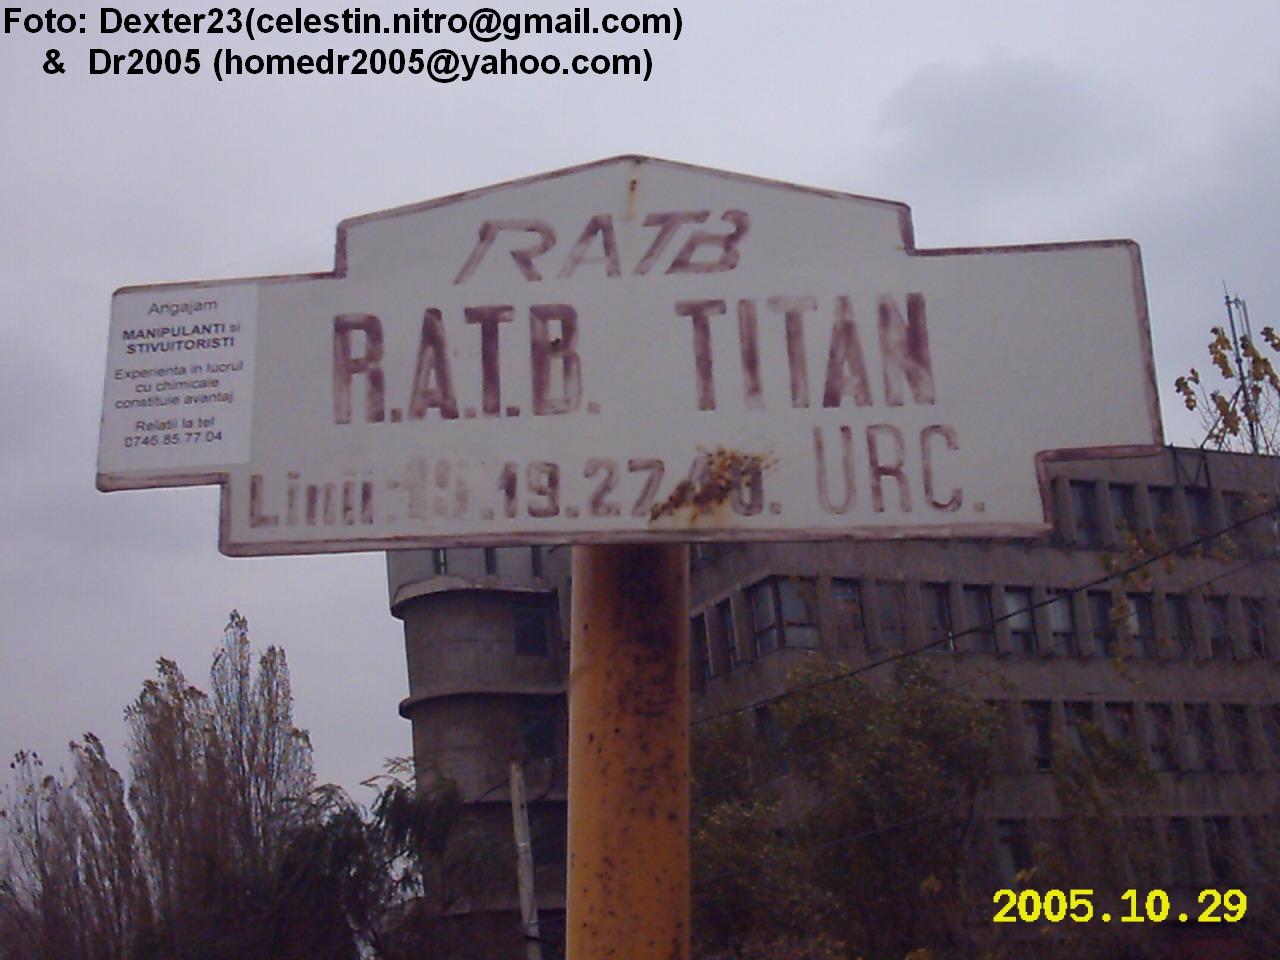 Foto: Dexter23(celestin.nitro@gmail.com)
& Dr2005 (homedr2005@yahoo.com)
RATB
R.A.T.B. TITAN
Linii: .19.27. URC.
Angajam
MANIPULANTI si
STIVUITORISTI
Experienta in lucrul
cu chimicale
constituie avantaj.
Relatii la tel
0746.85.77.04
2005.10.29